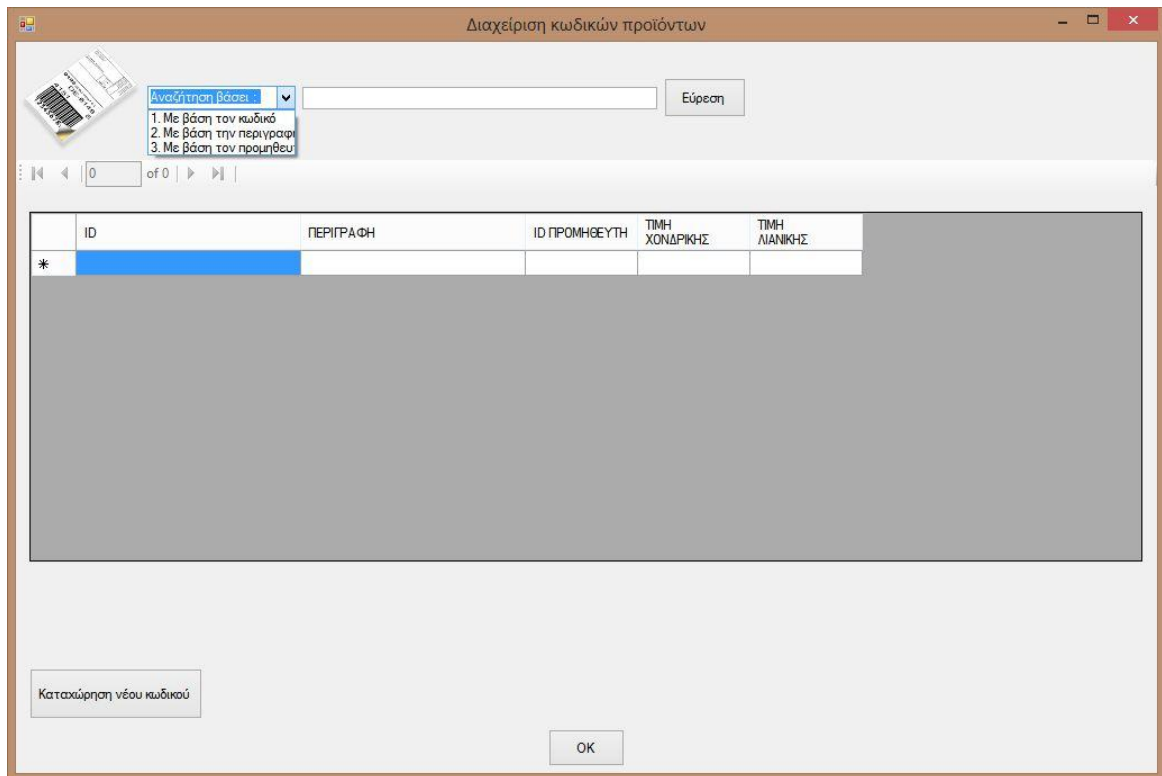 Διαχείριση κωδικών προϊόντων
Αναζήτηση βάσει :
Εύρεση
1. Με βάση τον κωδικό
2. Με βάση την περιγραφ
3. Με βάση τον προμηθευ
0 of 0
ID ΠΕΡΙΓΡΑΦΗ ID ΠΡΟΜΗΘΕΥΤΗ ΤΙΜΗ ΧΟΝΔΡΙΚΗΣ ΤΙΜΗ ΛΙΑΝΙΚΗΣ
Καταχώρηση νέου κωδικού
OK